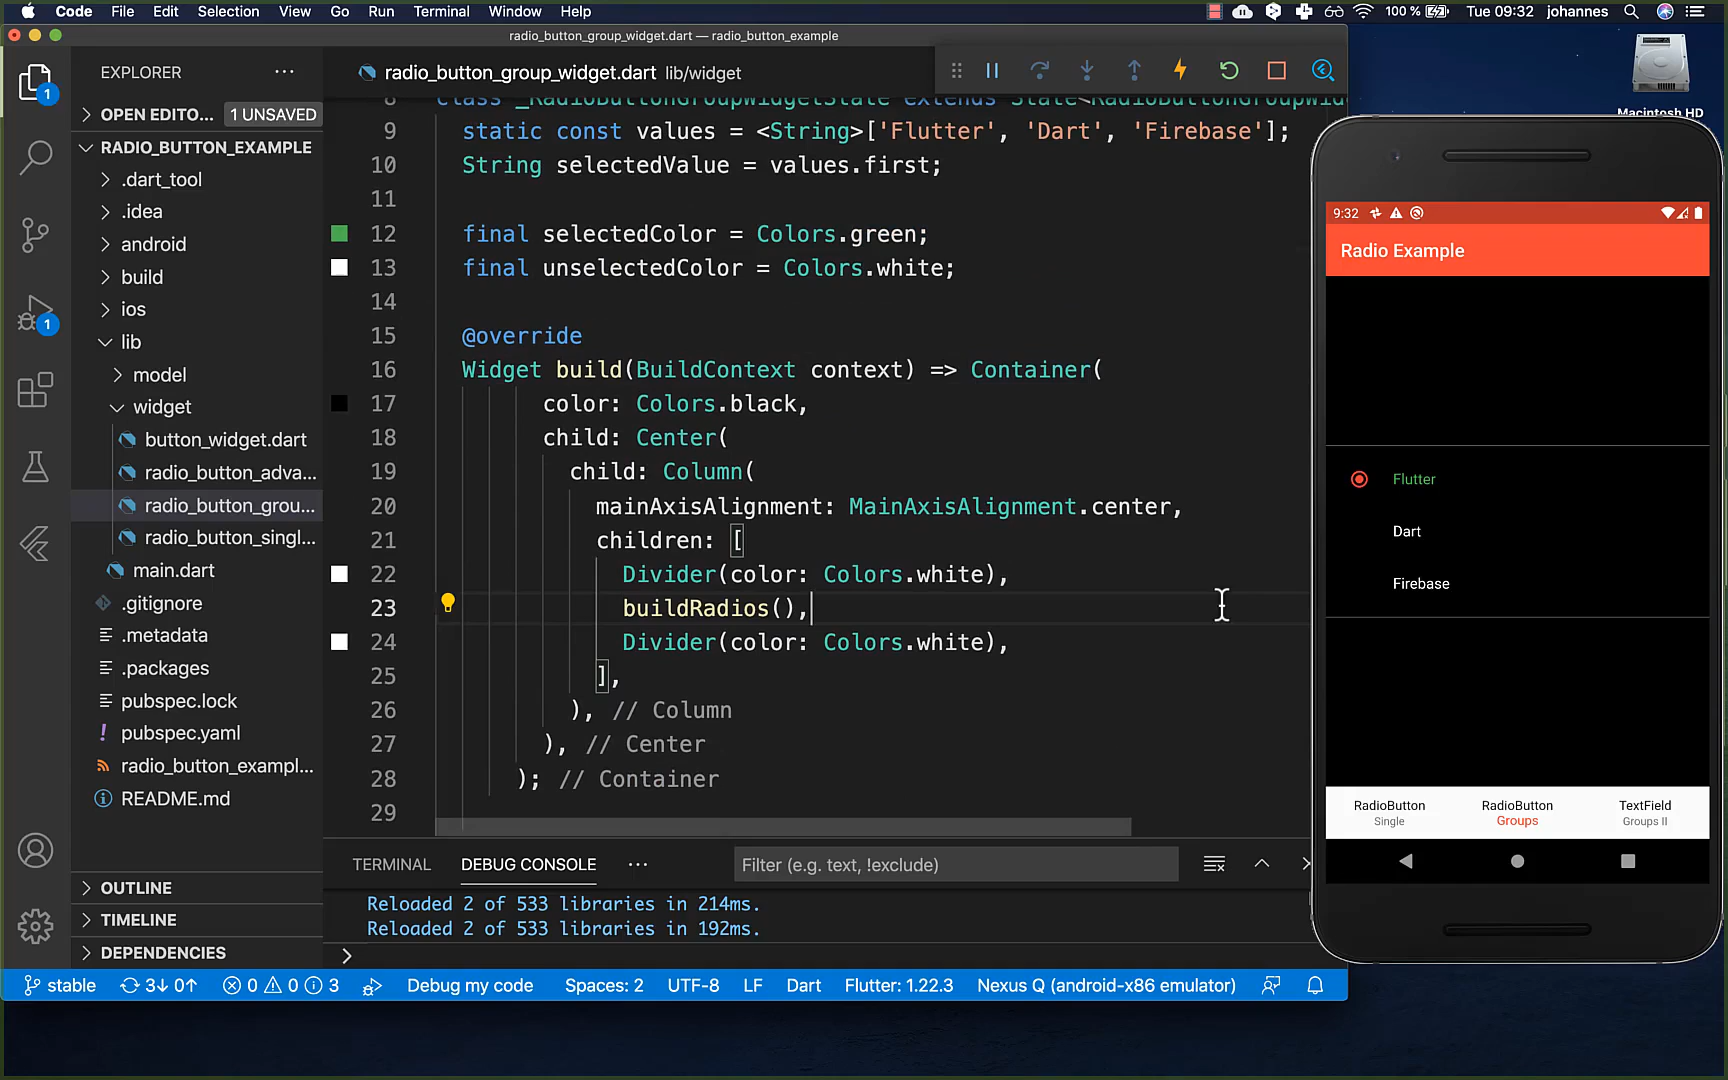 Code File Edit Selection View Go Run Terminal Window Help 100 % Tue 09:32 johannes
radio_button_group_widget.dart — radio_button_example
Macintosh HD
EXPLORER
OPEN EDITO... 1 UNSAVED
RADIO_BUTTON_EXAMPLE
.dart_tool
.idea
android
build
ios
lib
model
widget
button_widget.dart
radio_button_adva...
radio_button_grou...
radio_button_singl...
main.dart
.gitignore
.metadata
.packages
pubspec.lock
pubspec.yaml
radio_button_exampl...
README.md
OUTLINE
TIMELINE
DEPENDENCIES
1
1
radio_button_group_widget.dart lib/widget
8 class _RadioButtonGroupWidgetState extends State<RadioButtonGroupWid
9 static const values = <String>['Flutter', 'Dart', 'Firebase'];
10 String selectedValue = values.first;
11
12 final selectedColor = Colors.green;
13 final unselectedColor = Colors.white;
14
15 @override
16 Widget build(BuildContext context) => Container(
17 color: Colors.black,
18 child: Center(
19 child: Column(
20 mainAxisAlignment: MainAxisAlignment.center,
21 children: [
22 Divider(color: Colors.white),
23 buildRadios(),
24 Divider(color: Colors.white),
25 ],
26 ), // Column
27 ), // Center
28 ); // Container
29
TERMINAL DEBUG CONSOLE ... Filter (e.g. text, !exclude)
Reloaded 2 of 533 libraries in 214ms.
Reloaded 2 of 533 libraries in 192ms.
stable 3↓ 0↑ 0 0 3 Debug my code Spaces: 2 UTF-8 LF Dart Flutter: 1.22.3 Nexus Q (android-x86 emulator)
9:32
Radio Example
Flutter
Dart
Firebase
RadioButton RadioButton TextField
Single Groups Groups II